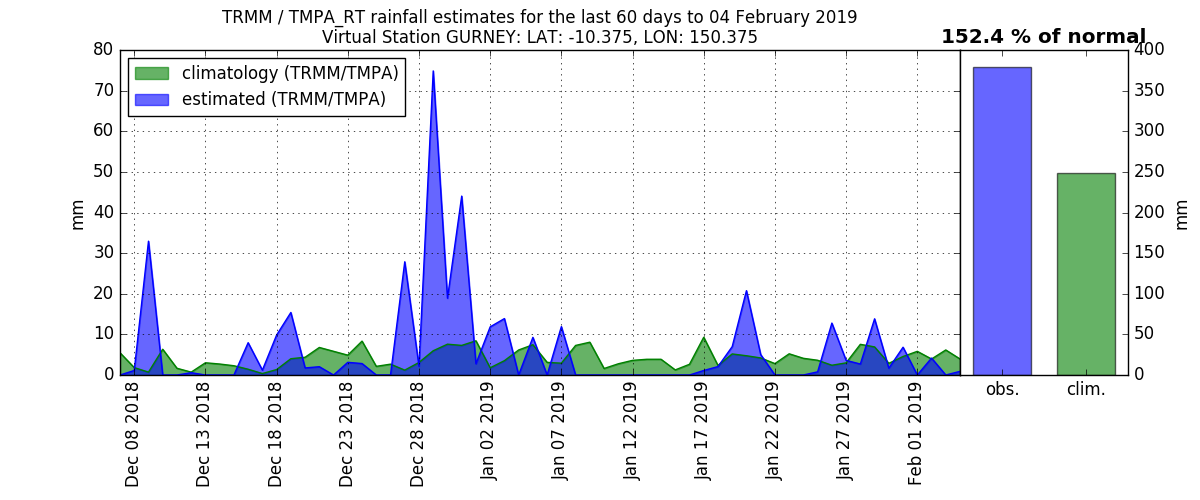 TRMM / TMPA_RT rainfall estimates for the last 60 days to 04 February 2019
Virtual Station GURNEY: LAT: -10.375, LON: 150.375
152.4 % of normal
climatology (TRMM/TMPA)
estimated (TRMM/TMPA)
mm
80
70
60
50
40
30
20
10
0
Dec 08 2018
Dec 13 2018
Dec 18 2018
Dec 23 2018
Dec 28 2018
Jan 02 2019
Jan 07 2019
Jan 12 2019
Jan 17 2019
Jan 22 2019
Jan 27 2019
Feb 01 2019
obs.
clim.
400
350
300
250
200
150
100
50
0
mm